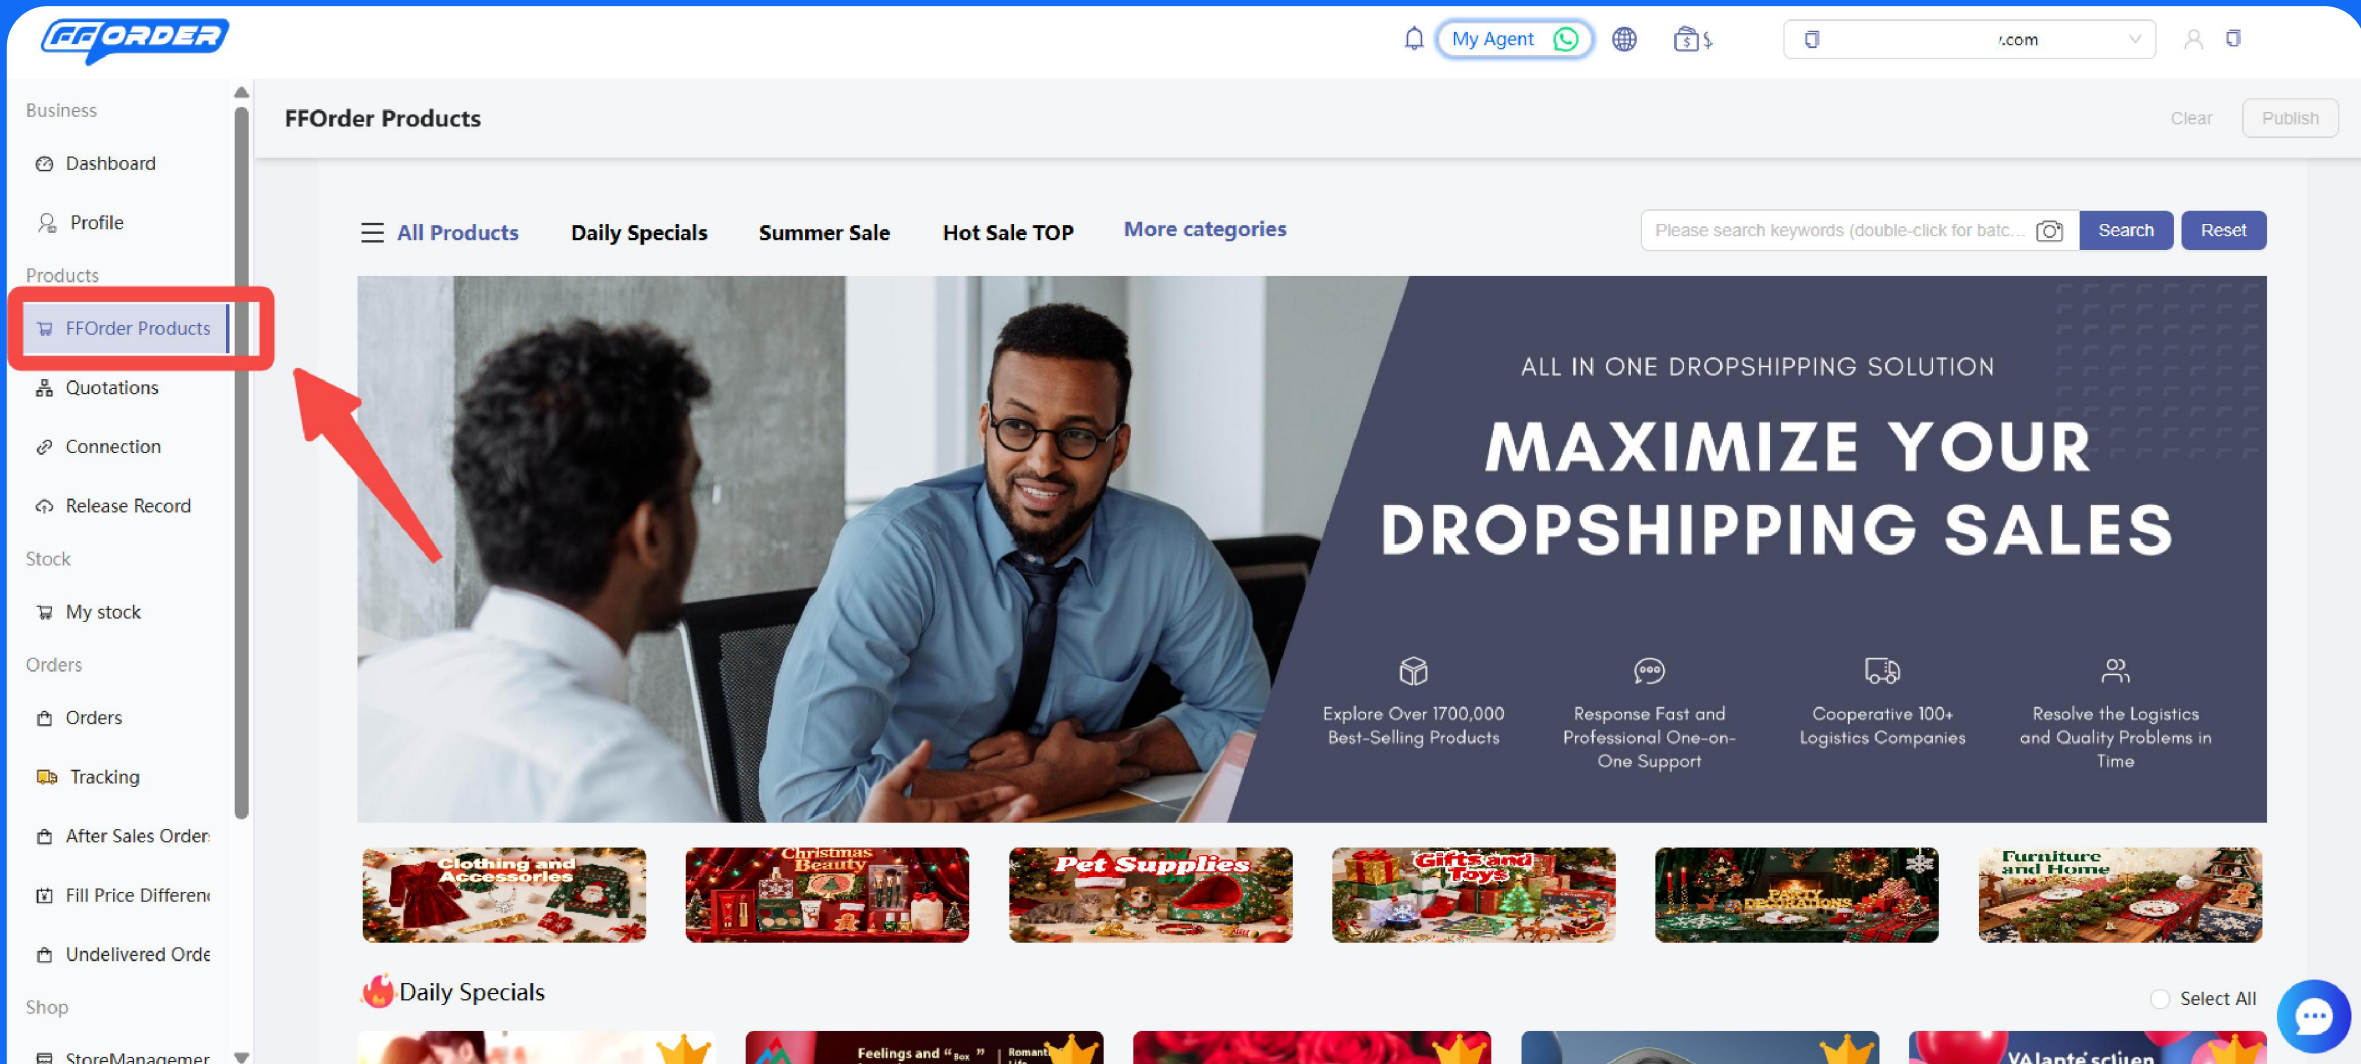 FFORDER
My Agent
$
r.com
Business
Dashboard
Profile
Products
FFOrder Products
Quotations
Connection
Release Record
Stock
My stock
Orders
Orders
Tracking
After Sales Order
Fill Price Differen
Undelivered Orde
Shop
StoreManagemer
FFOrder Products
Clear
Publish
All Products
Daily Specials
Summer Sale
Hot Sale TOP
More categories
Please search keywords (double-click for batc...
Search
Reset
ALL IN ONE DROPSHIPPING SOLUTION
MAXIMIZE YOUR
DROPSHIPPING SALES
Explore Over 1700,000
Best-Selling Products
Response Fast and
Professional One-on-
One Support
Cooperative 100+
Logistics Companies
Resolve the Logistics
and Quality Problems in
Time
Clothing and
Accessories
Christmas
Beauty
Pet Supplies
Gifts and
Toys
DECORATIONS
Furniture
and Home
Daily Specials
Select All
Feelings and “Box ”
Romant